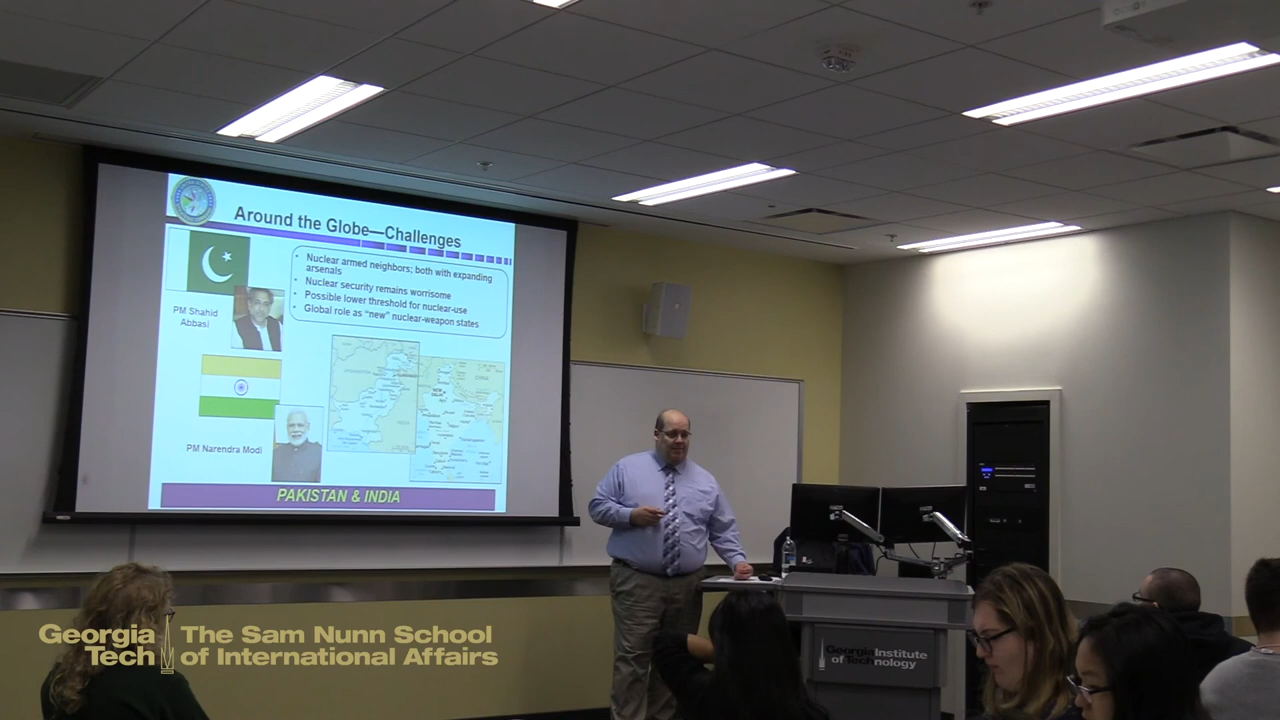 Around the Globe—Challenges
• Nuclear armed neighbors; both with expanding
arsenals
• Nuclear security remains worrisome
• Possible lower threshold for nuclear-use
• Global role as “new” nuclear-weapon states
PM Shahid
Abbasi
PM Narendra Modi
PAKISTAN & INDIA
Georgia Institute
of Technology
Georgia
Tech
The Sam Nunn School
of International Affairs